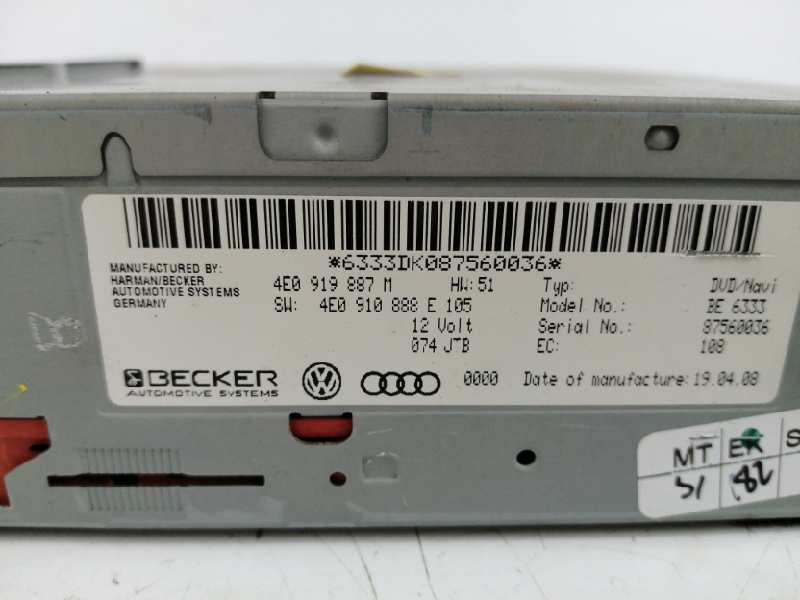 *6333DK087560036*
MANUFACTURED BY:
HARMAN/BECKER
AUTOMOTIVE SYSTEMS
GERMANY
4E0 919 887 M HW: 51
SW: 4E0 910 888 E 105
12 Volt
074 JTB
Typ: DVD/Navi
Model No.: BE 6333
Serial No.: 87560036
EC: 108
BECKER
AUTOMOTIVE SYSTEMS
0000 Date of manufacture: 19.04.08
MT EK S
51 82